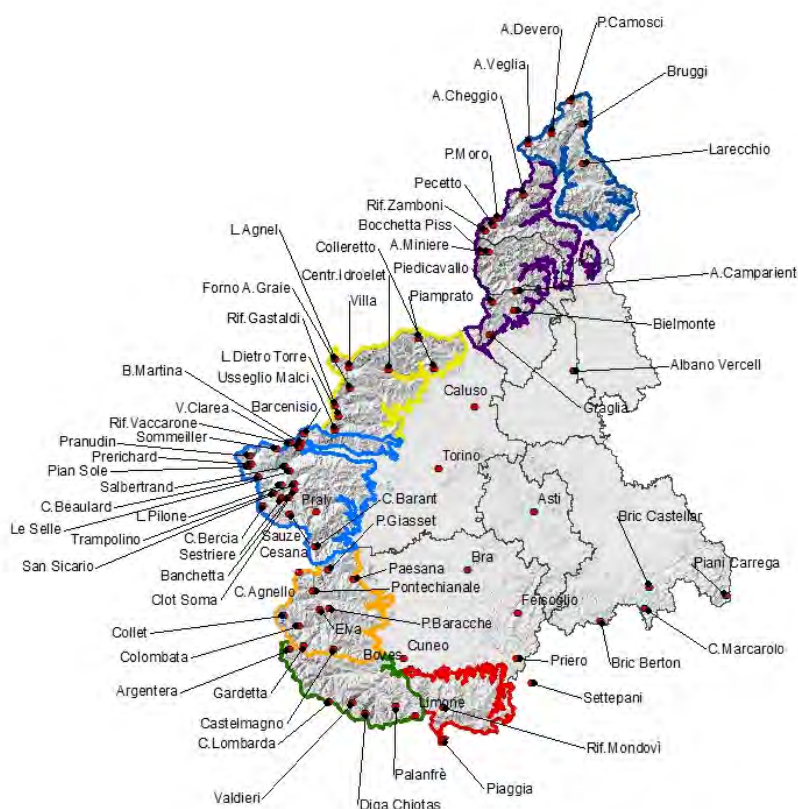 P.Camosci
A.Devero
A.Veglia
Bruggi
A.Cheggio
P.Moro
Larecchio
Pecetto
Rif.Zamboni
Bocchetta Piss
L.Agnel
Colleretto
A.Miniere
Centr.Idroelet
Piedicavallo
A.Camparient
Forno A.Graie
Villa
Piamprato
Rif.Gastaldi
Bielmonte
L.Dietro Torre
B.Martina
Usseglio Malci
Albano Vercell
V.Clarea
Barcenisio
Caluso
Graglia
Rif.Vaccarone
Sommeiller
Pranudin
Prerichard
Torino
Pian Sole
Salbertrand
C.Beaulard
C.Barant
L.Pilone
Praly
Asti
Bric Castellar
Le Selle
P.Giasset
Trampolino
C.Bercia
Sauze
San Sicario
Sestriere
Cesana
Bra
Piani Carrega
Banchetta
Paesana
Clot Soma
C.Agnello
Pontechianale
Feisoglio
Collet
Elva
P.Baracche
C.Marcarolo
Colombata
Boves
Cuneo
Bric Berton
Argentera
Priero
Gardetta
Settepani
Castelmagno
Limone
C.Lombarda
Rif.Mondovì
Valdieri
Palanfrè
Piaggia
Diga Chiotas